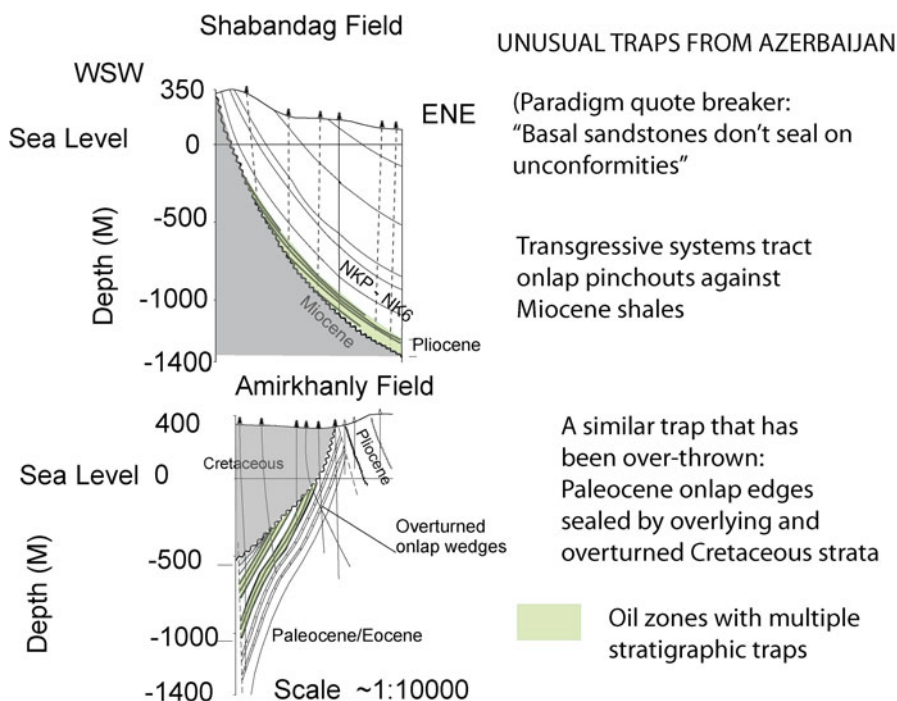 Shabandag Field
UNUSUAL TRAPS FROM AZERBAIJAN
WSW
ENE
350
Sea Level
0
-500
Depth (M)
-1000
-1400
NKP - NK6
Miocene
Pliocene
(Paradigm quote breaker:
“Basal sandstones don’t seal on
unconformities”
Transgressive systems tract
onlap pinchouts against
Miocene shales
Amirkhanly Field
400
Cretaceous
Pliocene
Sea Level
0
Overturned
onlap wedges
-500
Depth (M)
-1000
Paleocene/Eocene
-1400
Scale ~1:10000
A similar trap that has
been over-thrown:
Paleocene onlap edges
sealed by overlying and
overturned Cretaceous strata
Oil zones with multiple
stratigraphic traps